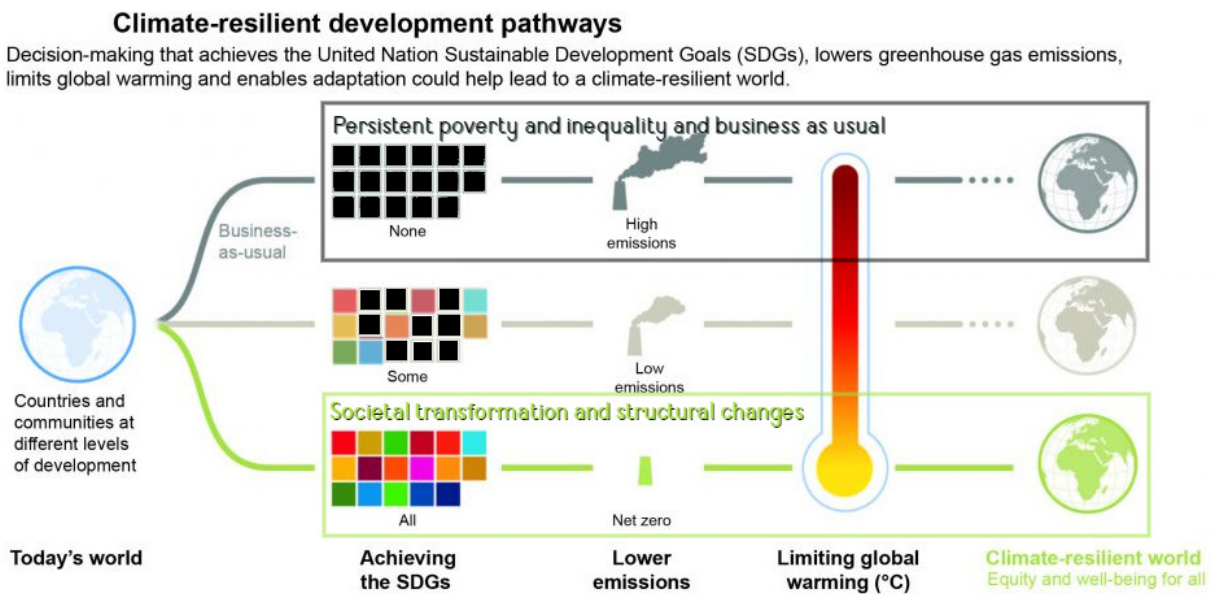 Climate-resilient development pathways
Decision-making that achieves the United Nation Sustainable Development Goals (SDGs), lowers greenhouse gas emissions,
limits global warming and enables adaptation could help lead to a climate-resilient world.
Persistent poverty and inequality and business as usual
Business-
as-usual
None
High
emissions
Some
Low
emissions
Countries and
communities at
different levels
of development
Societal transformation and structural changes
All
Net zero
Today's world
Achieving
the SDGs
Lower
emissions
Limiting global
warming (°C)
Climate-resilient world
Equity and well-being for all